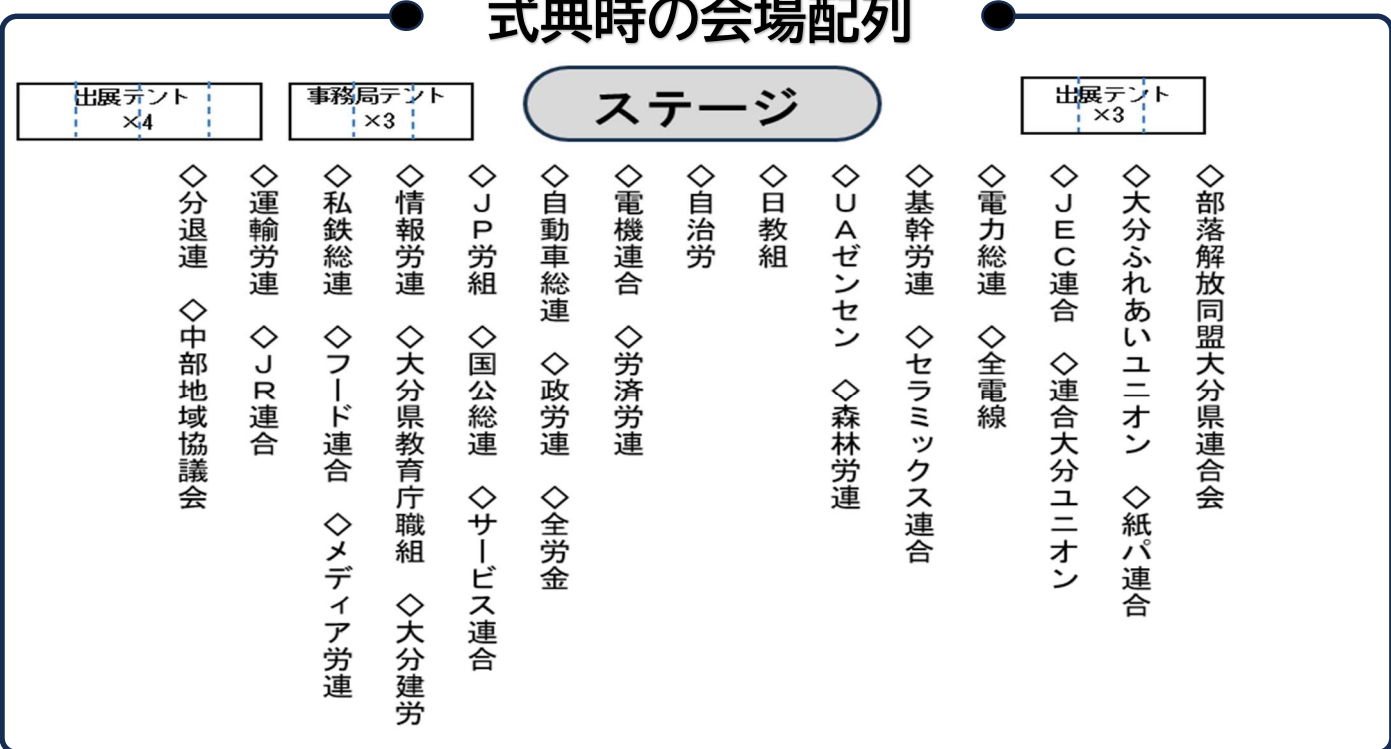 式典時の会場配列
出展テント
×4
事務局テント
×3
ステージ
出展テント
×3
◇部落解放同盟大分県連合会
◇大分ふれあいユニオン ◇紙パ連合
◇JEC連合 ◇連合大分ユニオン
◇電力総連 ◇全電線
◇基幹労連 ◇セラミックス連合
◇UAゼンセン ◇森林労連
◇日教組
◇自治労
◇電機連合 ◇労済労連
◇自動車総連 ◇政労連 ◇全労金
◇JP労組 ◇国公総連 ◇サービス連合
◇情報労連 ◇大分県教育庁職組 ◇大分建労
◇私鉄総連 ◇フード連合 ◇メディア労連
◇運輸労連 ◇JR連合
◇分退連 ◇中部地域協議会